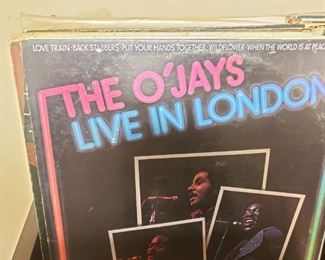 LOVE TRAIN · BACK STABBERS · PUT YOUR HANDS TOGETHER · WILDFLOWER · WHEN THE WORLD IS AT PEACE
THE O'JAYS
LIVE IN LONDON